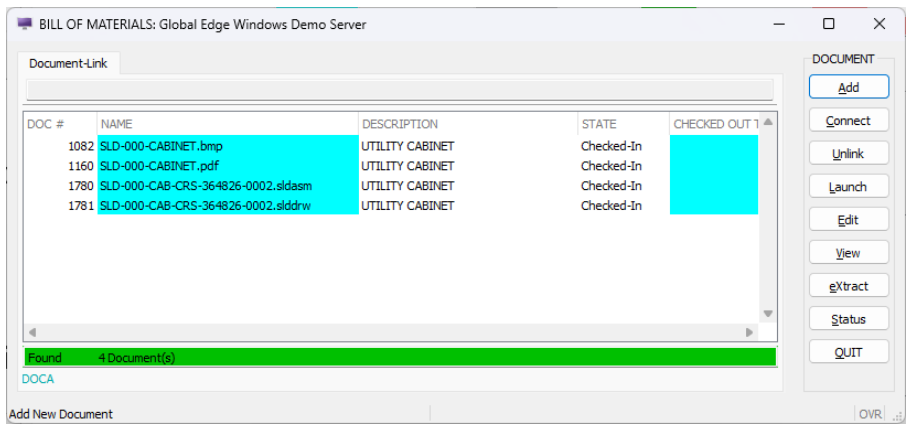 BILL OF MATERIALS: Global Edge Windows Demo Server
Document-Link
DOC # NAME DESCRIPTION STATE CHECKED OUT T
1082 SLD-000-CABINET.bmp UTILITY CABINET Checked-In
1160 SLD-000-CABINET.pdf UTILITY CABINET Checked-In
1780 SLD-000-CAB-CRS-364826-0002.sldasm UTILITY CABINET Checked-In
1781 SLD-000-CAB-CRS-364826-0002.slddrw UTILITY CABINET Checked-In
Found 4 Document(s)
DOCA
Add New Document
OVR
DOCUMENT
Add
Connect
Unlink
Launch
Edit
View
eXtract
Status
QUIT